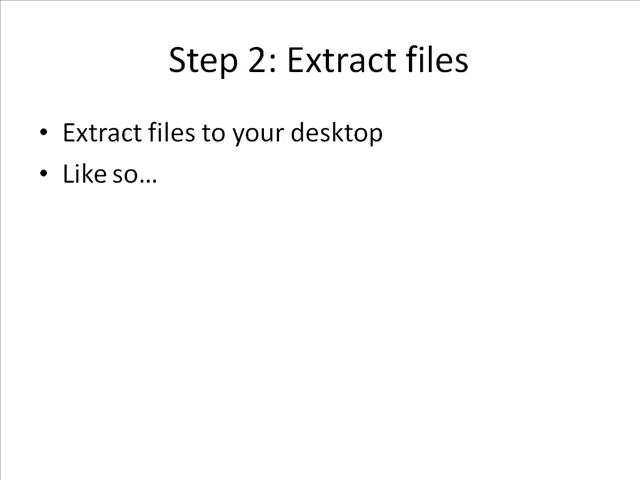 Step 2: Extract files
• Extract files to your desktop
• Like so…